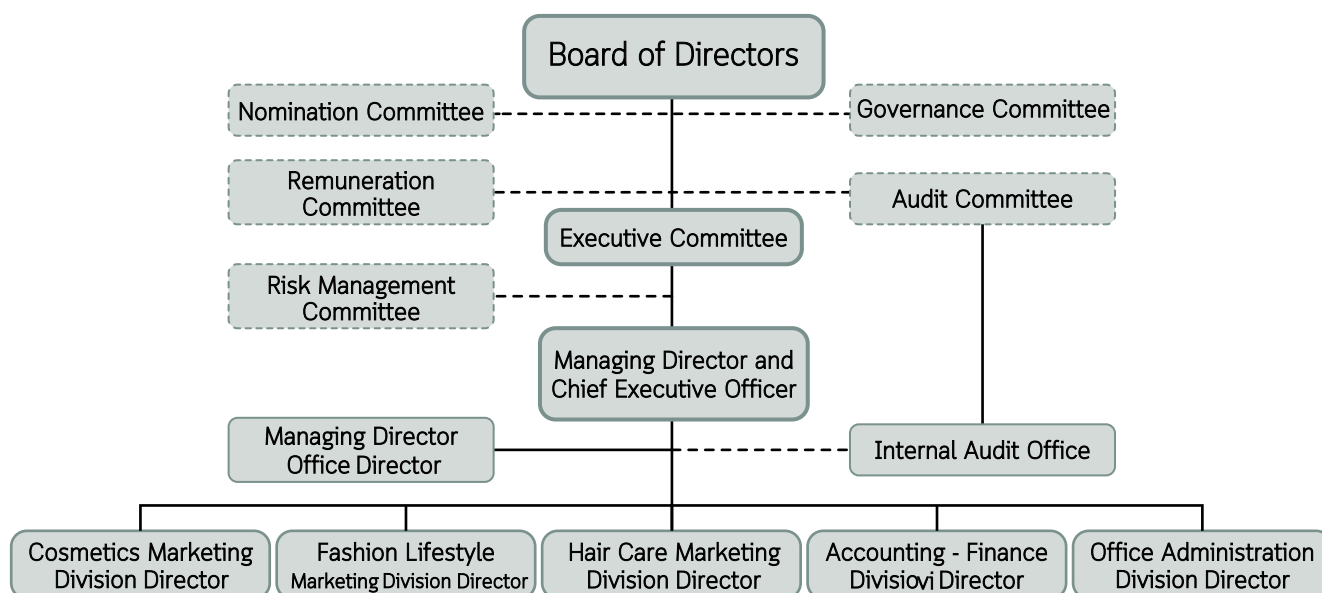 Board of Directors
Nomination Committee
Governance Committee
Remuneration
Committee
Audit Committee
Executive Committee
Risk Management
Committee
Managing Director and
Chief Executive Officer
Managing Director
Office Director
Internal Audit Office
Cosmetics Marketing
Division Director
Fashion Lifestyle
Marketing Division Director
Hair Care Marketing
Division Director
Accounting - Finance
Divisiovi Director
Office Administration
Division Director